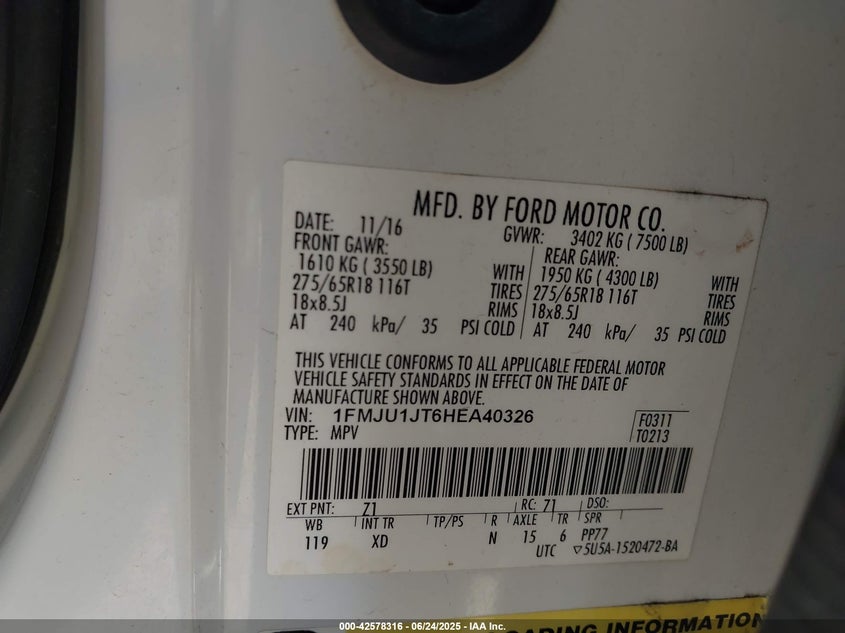 MFD. BY FORD MOTOR CO.
DATE: 11/16 GVWR: 3402 KG ( 7500 LB)
FRONT GAWR: REAR GAWR:
1610 KG ( 3550 LB) WITH 1950 KG ( 4300 LB) WITH
275/65R18 116T TIRES 275/65R18 116T TIRES
18x8.5J RIMS 18x8.5J RIMS
AT 240 kPa/ 35 PSI COLD AT 240 kPa/ 35 PSI COLD
THIS VEHICLE CONFORMS TO ALL APPLICABLE FEDERAL MOTOR
VEHICLE SAFETY STANDARDS IN EFFECT ON THE DATE OF
MANUFACTURE SHOWN ABOVE.
VIN: 1FMJU1JT6HEA40326 F0311
TYPE: MPV T0213
EXT PNT: Z1 RC: 71 DSO:
WB INT TR TP/PS R AXLE TR SPR
119 XD N 15 6 PP77
UTC ▽5U5A-1520472-BA
LOADING INFORMATION
000-42578316 - 06/24/2025 - IAA Inc.